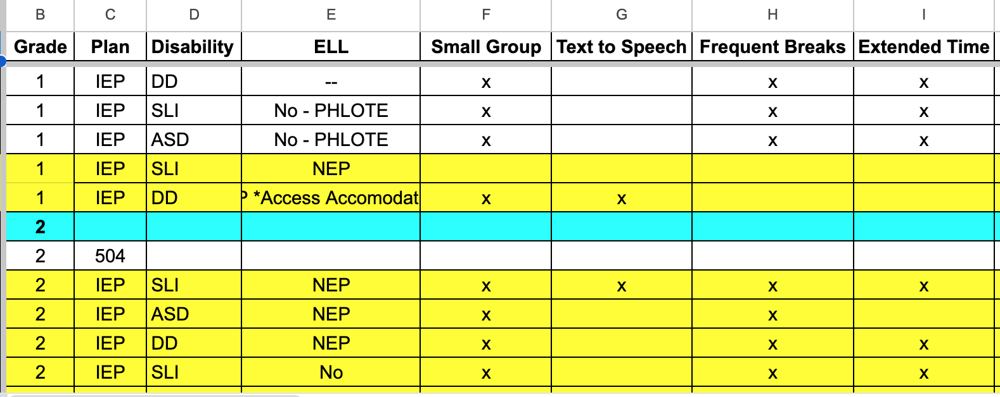 B C D E F G H I
Grade Plan Disability ELL Small Group Text to Speech Frequent Breaks Extended Time
1 IEP DD -- x x x
1 IEP SLI No - PHLOTE x x x
1 IEP ASD No - PHLOTE x x x
1 IEP SLI NEP
1 IEP DD P *Access Accomodat x x
2
2 504
2 IEP SLI NEP x x x x
2 IEP ASD NEP x x
2 IEP DD NEP x x x
2 IEP SLI No x x x